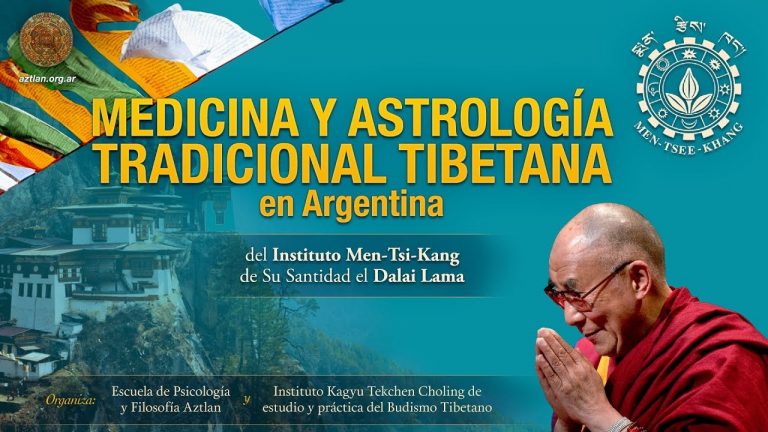 aztlan.org.ar
སྨན་རྩིས་ཁང་
MEN-TSEE-KHANG
MEDICINA Y ASTROLOGÍA
TRADICIONAL TIBETANA
en Argentina
del Instituto Men-Tsi-Kang
de Su Santidad el Dalai Lama
Organiza:
Escuela de Psicología
y Filosofía Aztlan
y
Instituto Kagyu Tekchen Choling de
estudio y práctica del Budismo Tibetano